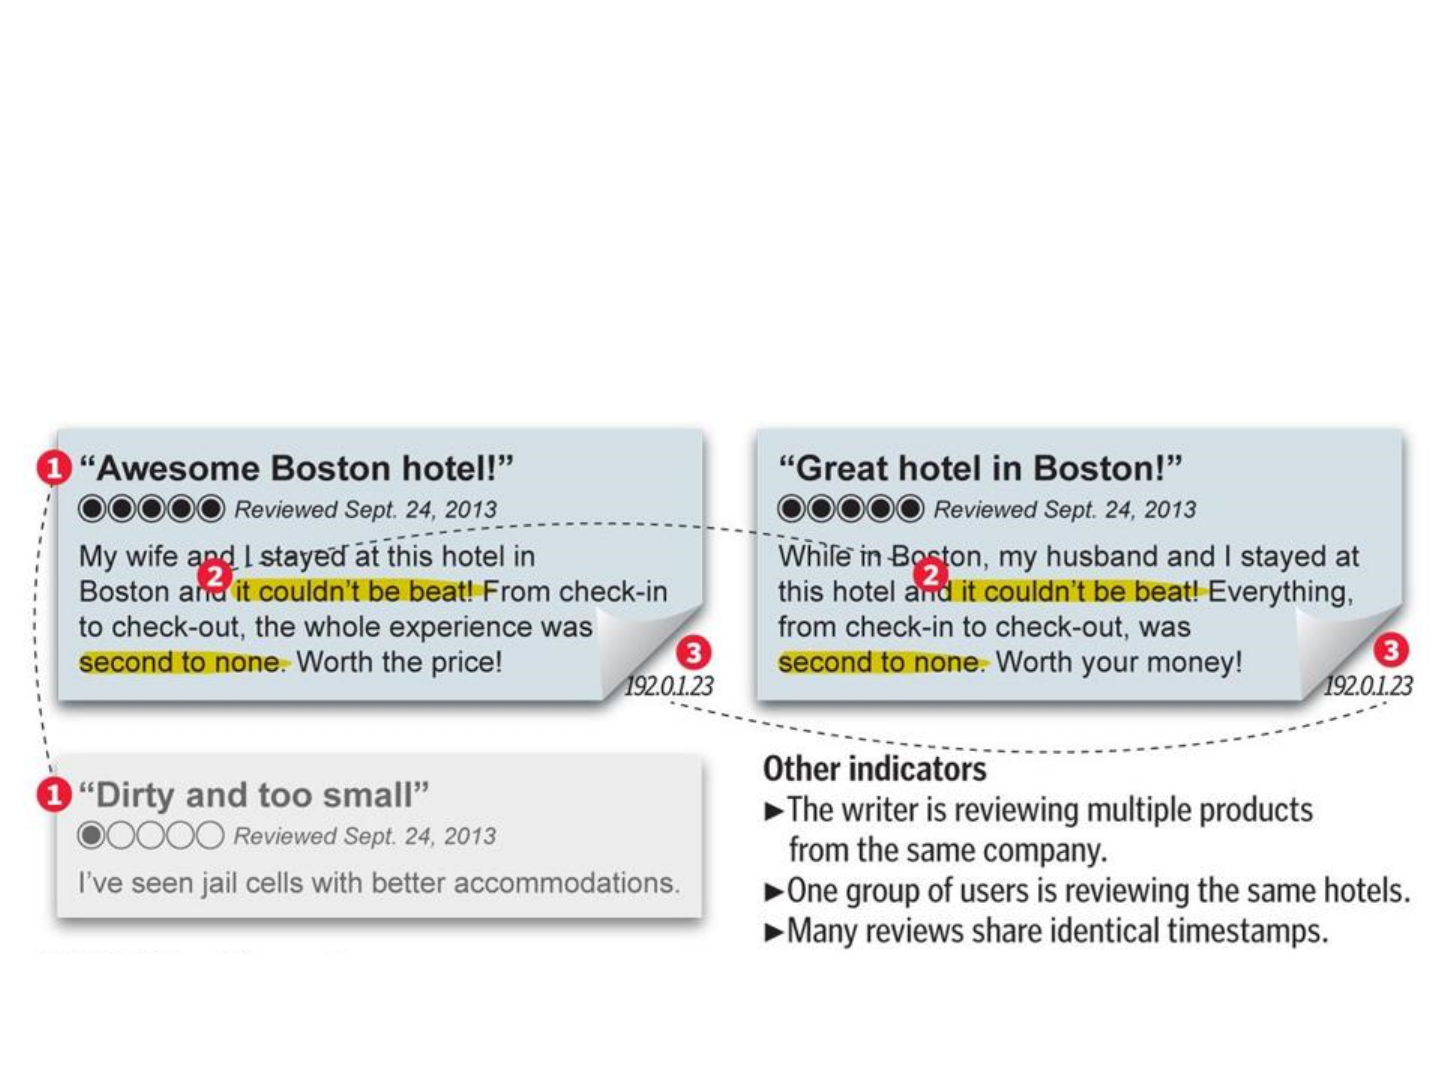 1 “Awesome Boston hotel!”
Reviewed Sept. 24, 2013
My wife and I stayed at this hotel in
2
Boston and it couldn’t be beat! From check-in
to check-out, the whole experience was
second to none. Worth the price!
3
192.0.1.23
“Great hotel in Boston!”
Reviewed Sept. 24, 2013
While in Boston, my husband and I stayed at
2
this hotel and it couldn’t be beat! Everything,
from check-in to check-out, was
second to none. Worth your money!
3
192.0.1.23
1 “Dirty and too small”
Reviewed Sept. 24, 2013
I’ve seen jail cells with better accommodations.
Other indicators
►The writer is reviewing multiple products
from the same company.
►One group of users is reviewing the same hotels.
►Many reviews share identical timestamps.